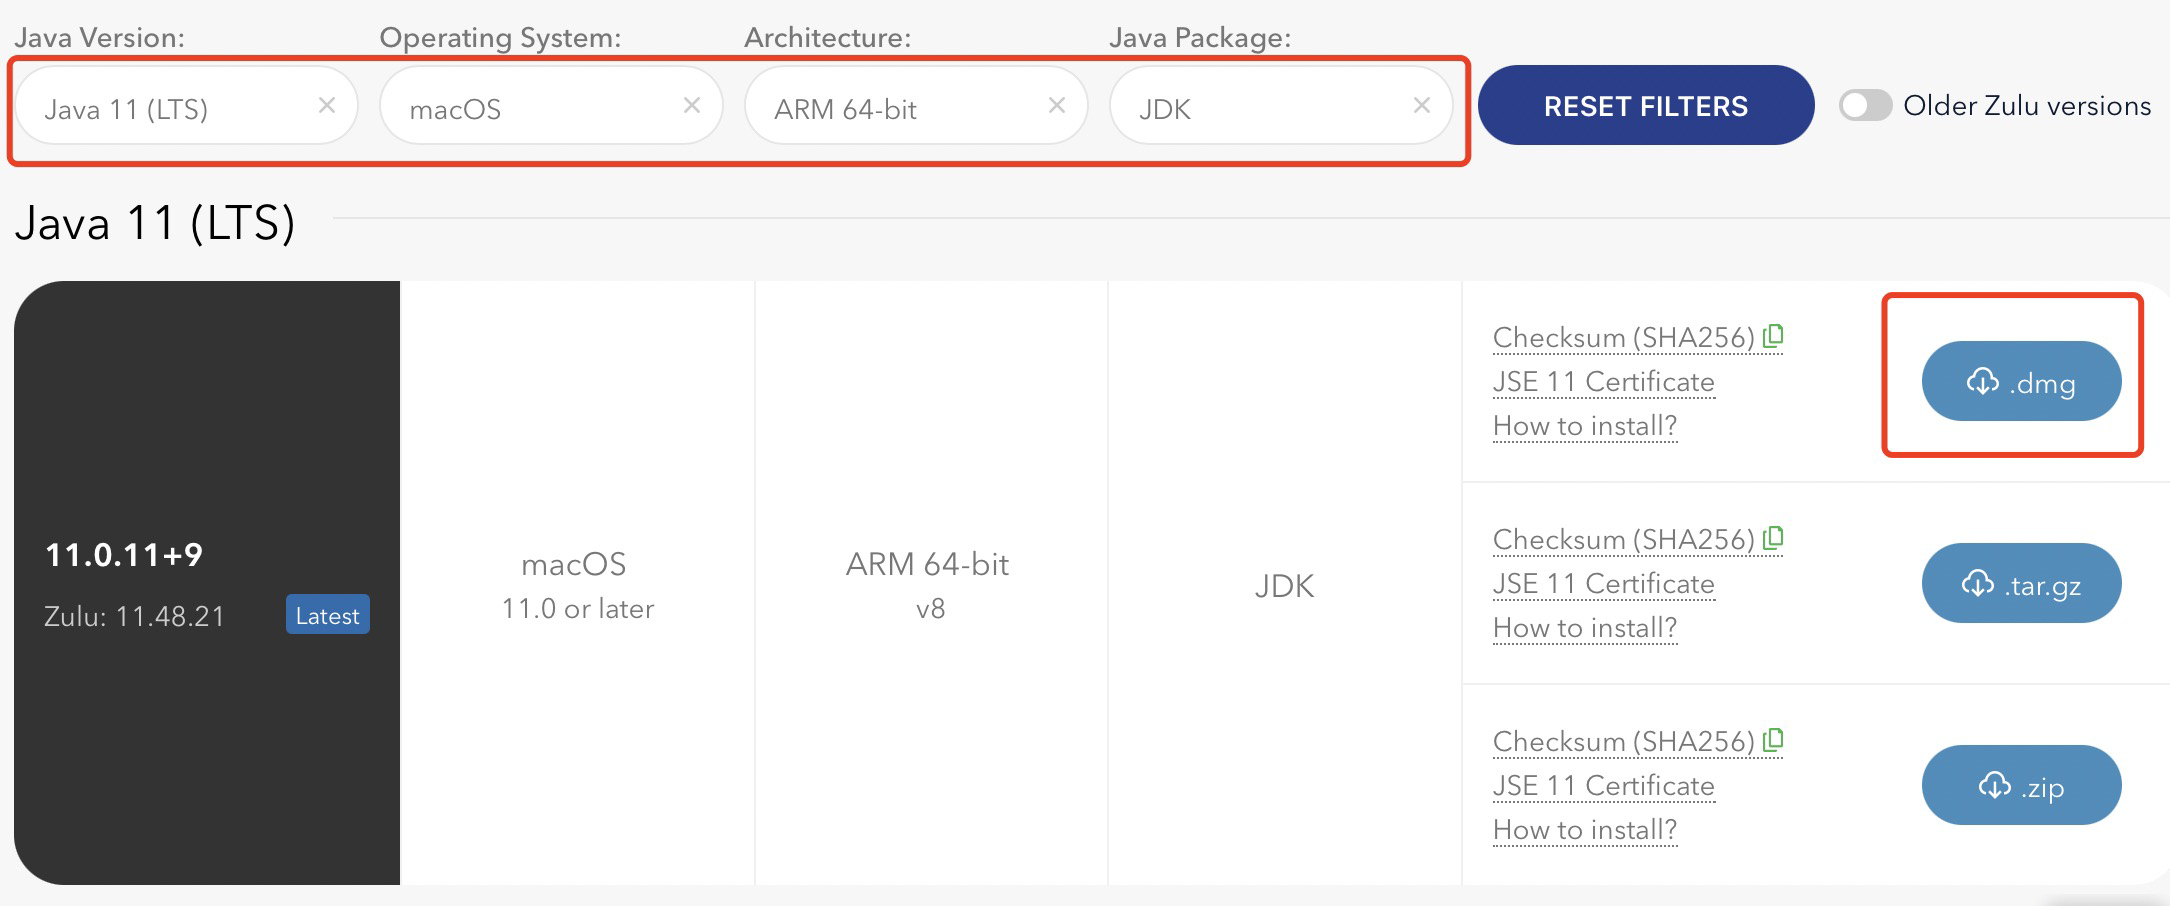 Java Version: Operating System: Architecture: Java Package:
Java 11 (LTS) × macOS × ARM 64-bit × JDK × RESET FILTERS Older Zulu versions
Java 11 (LTS)
11.0.11+9
Zulu: 11.48.21 Latest
macOS
11.0 or later
ARM 64-bit
v8
JDK
Checksum (SHA256)
JSE 11 Certificate
How to install?
.dmg
Checksum (SHA256)
JSE 11 Certificate
How to install?
.tar.gz
Checksum (SHA256)
JSE 11 Certificate
How to install?
.zip